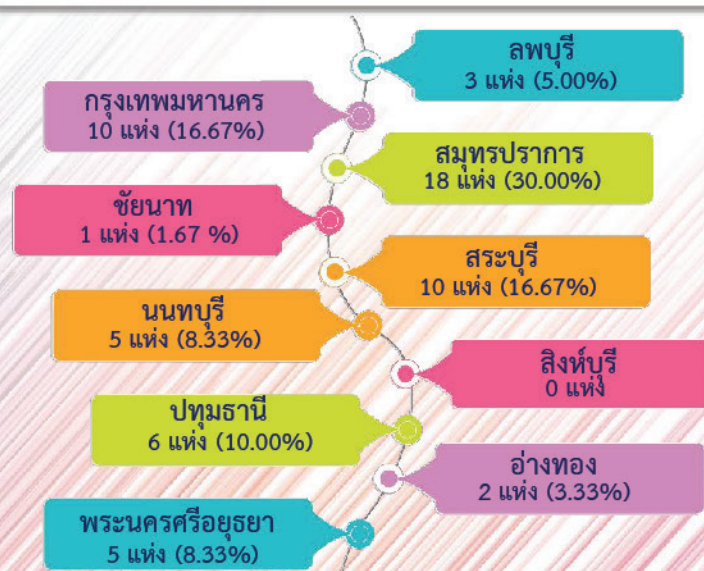 ลพบุรี
3 แห่ง (5.00%)
กรุงเทพมหานคร
10 แห่ง (16.67%)
สมุทรปราการ
18 แห่ง (30.00%)
ชัยนาท
1 แห่ง (1.67 %)
สระบุรี
10 แห่ง (16.67%)
นนทบุรี
5 แห่ง (8.33%)
สิงห์บุรี
0 แห่ง
ปทุมธานี
6 แห่ง (10.00%)
อ่างทอง
2 แห่ง (3.33%)
พระนครศรีอยุธยา
5 แห่ง (8.33%)